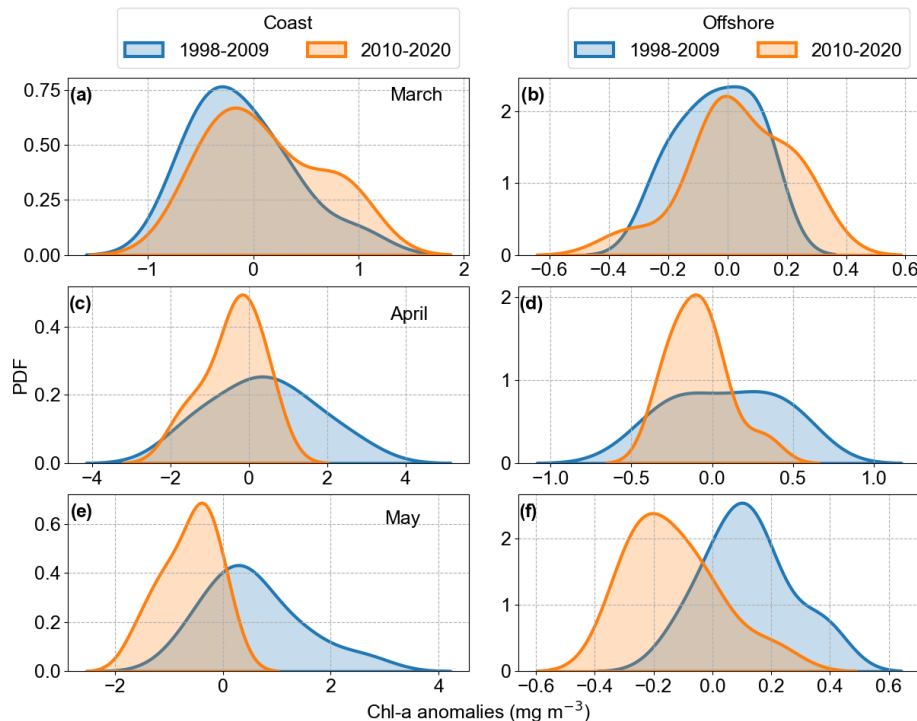 Coast
1998-2009 2010-2020
Offshore
1998-2009 2010-2020
(a) March
0.75
0.50
0.25
0.00
−1 0 1 2
(b)
2
1
0
−0.6 −0.4 −0.2 0.0 0.2 0.4 0.6
(c) April
0.4
0.2
0.0
−4 −2 0 2 4
PDF
(d)
2
1
0
−1.0 −0.5 0.0 0.5 1.0
(e) May
0.6
0.4
0.2
0.0
−2 0 2 4
(f)
2
1
0
−0.6 −0.4 −0.2 0.0 0.2 0.4 0.6
Chl-a anomalies (mg m⁻³)